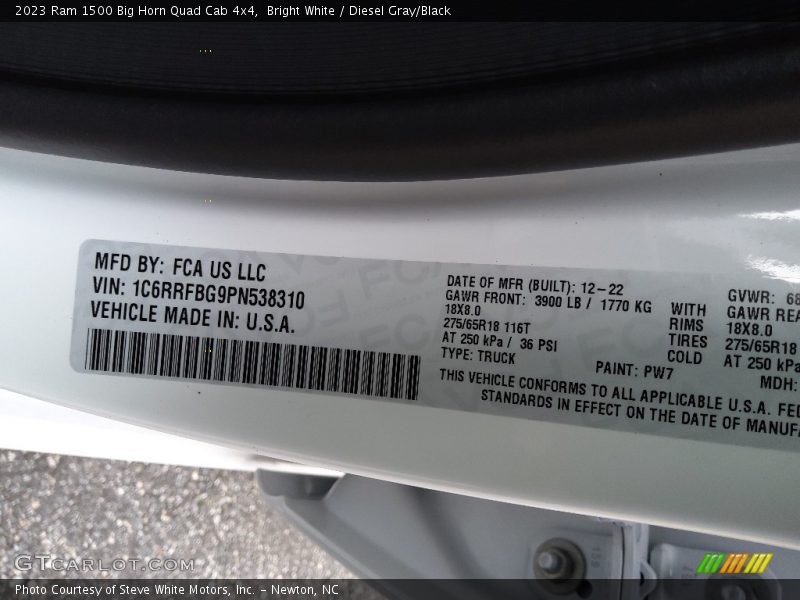 2023 Ram 1500 Big Horn Quad Cab 4x4,  Bright White / Diesel Gray/Black
MFD BY: FCA US LLC
VIN: 1C6RRFBG9PN538310
VEHICLE MADE IN: U.S.A.
DATE OF MFR (BUILT): 12-22
GAWR FRONT: 3900 LB / 1770 KG
18X8.0
275/65R18 116T
AT 250 kPa / 36 PSI
TYPE: TRUCK
WITH
RIMS
TIRES
COLD
GVWR: 68
GAWR REA
18X8.0
275/65R18
AT 250 kPa
PAINT: PW7
MDH:
THIS VEHICLE CONFORMS TO ALL APPLICABLE U.S.A. FED
STANDARDS IN EFFECT ON THE DATE OF MANUFA
GTCARLOT.COM
Photo Courtesy of Steve White Motors, Inc. – Newton, NC